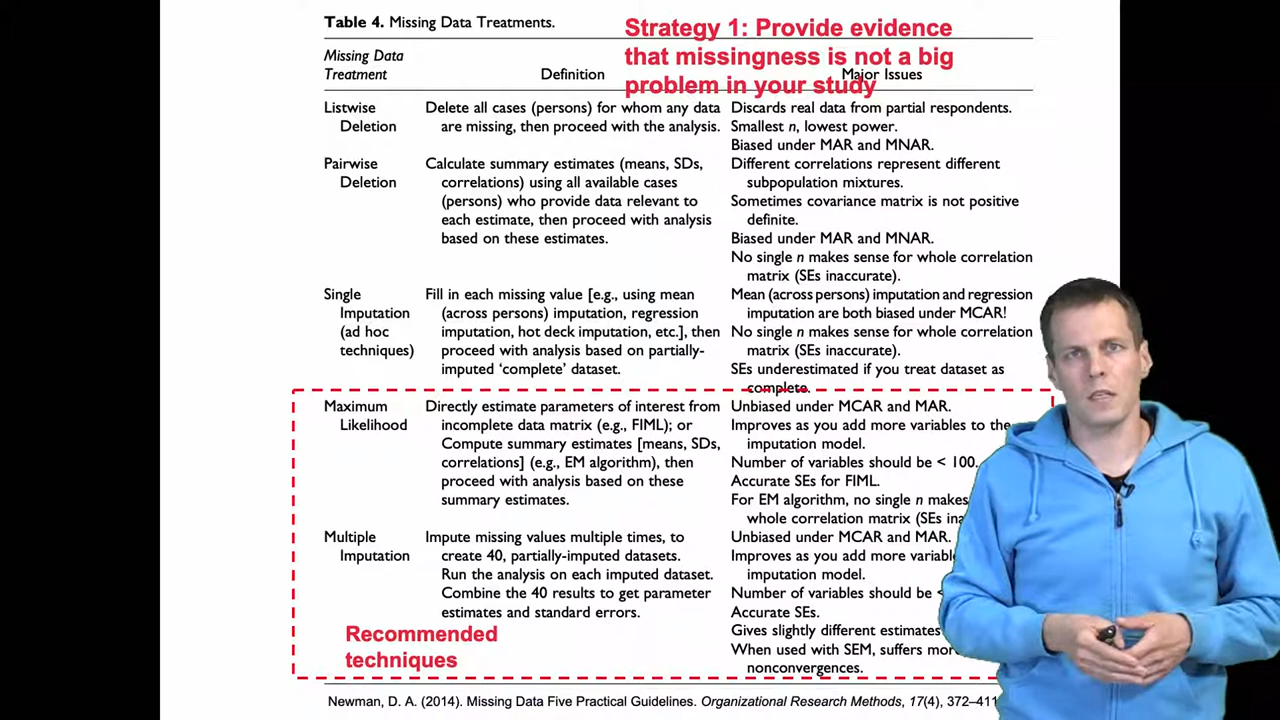 Table 4. Missing Data Treatments.
Strategy 1: Provide evidence
that missingness is not a big
problem in your study
Missing Data
Treatment
Definition
Major Issues
Listwise
Deletion
Delete all cases (persons) for whom any data
are missing, then proceed with the analysis.
Discards real data from partial respondents.
Smallest n, lowest power.
Biased under MAR and MNAR.
Pairwise
Deletion
Calculate summary estimates (means, SDs,
correlations) using all available cases
(persons) who provide data relevant to
each estimate, then proceed with analysis
based on these estimates.
Different correlations represent different
subpopulation mixtures.
Sometimes covariance matrix is not positive
definite.
Biased under MAR and MNAR.
No single n makes sense for whole correlation
matrix (SEs inaccurate).
Single
Imputation
(ad hoc
techniques)
Fill in each missing value [e.g., using mean
(across persons) imputation, regression
imputation, hot deck imputation, etc.], then
proceed with analysis based on partially-
imputed ‘complete’ dataset.
Mean (across persons) imputation and regression
imputation are both biased under MCAR!
No single n makes sense for whole correlation
matrix (SEs inaccurate).
SEs underestimated if you treat dataset as
complete.
Maximum
Likelihood
Directly estimate parameters of interest from
incomplete data matrix (e.g., FIML); or
Compute summary estimates [means, SDs,
correlations] (e.g., EM algorithm), then
proceed with analysis based on these
summary estimates.
Unbiased under MCAR and MAR.
Improves as you add more variables to the
imputation model.
Number of variables should be < 100.
Accurate SEs for FIML.
For EM algorithm, no single n makes
whole correlation matrix (SEs
Multiple
Imputation
Impute missing values multiple times, to
create 40, partially-imputed datasets.
Run the analysis on each imputed dataset.
Combine the 40 results to get parameter
estimates and standard errors.
Unbiased under MCAR and MAR.
Improves as you add more
imputation model.
Number of variables should be <
Accurate SEs.
Gives slightly different estimates
When used with SEM, suffers
nonconvergences.
Recommended
techniques
Newman, D. A. (2014). Missing Data Five Practical Guidelines. Organizational Research Methods, 17(4), 372–411